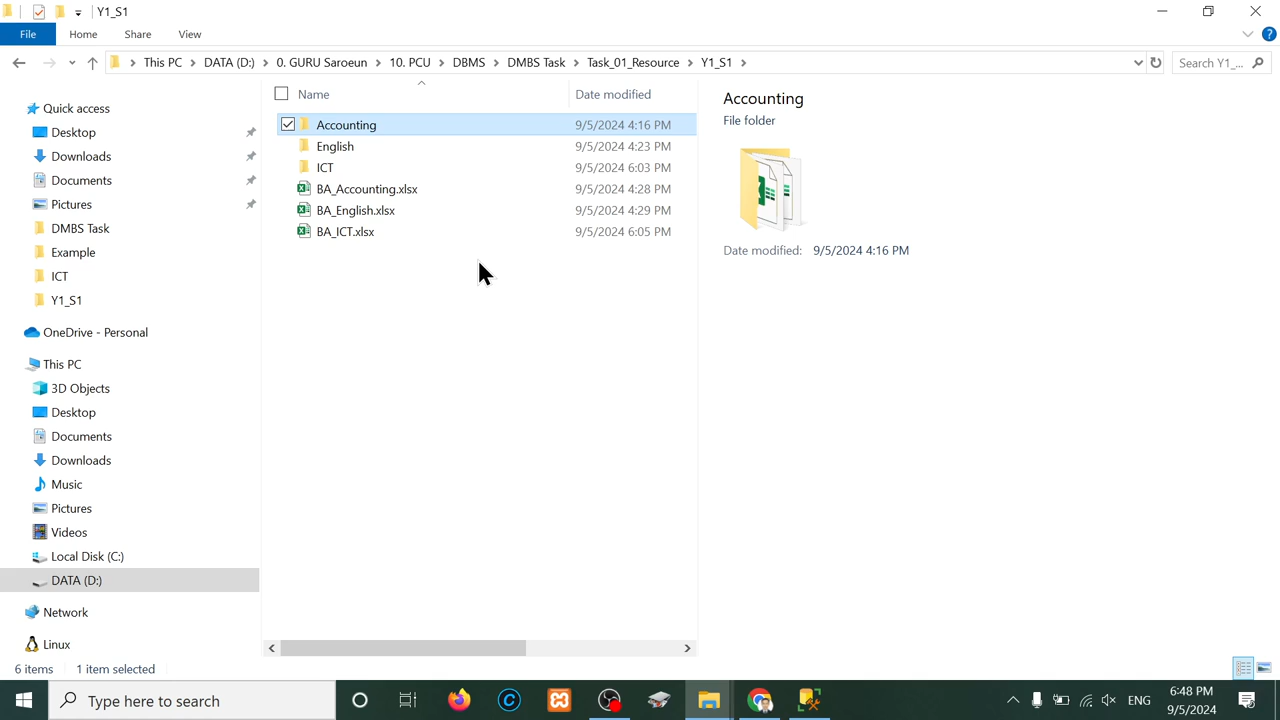 Y1_S1
File Home Share View
This PC DATA (D:) 0. GURU Saroeun 10. PCU DBMS DMBS Task Task_01_Resource Y1_S1 Search Y1_...
Name Date modified
Accounting 9/5/2024 4:16 PM
English 9/5/2024 4:23 PM
ICT 9/5/2024 6:03 PM
BA_Accounting.xlsx 9/5/2024 4:28 PM
BA_English.xlsx 9/5/2024 4:29 PM
BA_ICT.xlsx 9/5/2024 6:05 PM
Quick access
Desktop
Downloads
Documents
Pictures
DMBS Task
Example
ICT
Y1_S1
OneDrive - Personal
This PC
3D Objects
Desktop
Documents
Downloads
Music
Pictures
Videos
Local Disk (C:)
DATA (D:)
Network
Linux
Accounting
File folder
Date modified: 9/5/2024 4:16 PM
6 items 1 item selected
Type here to search
ENG
6:48 PM
9/5/2024